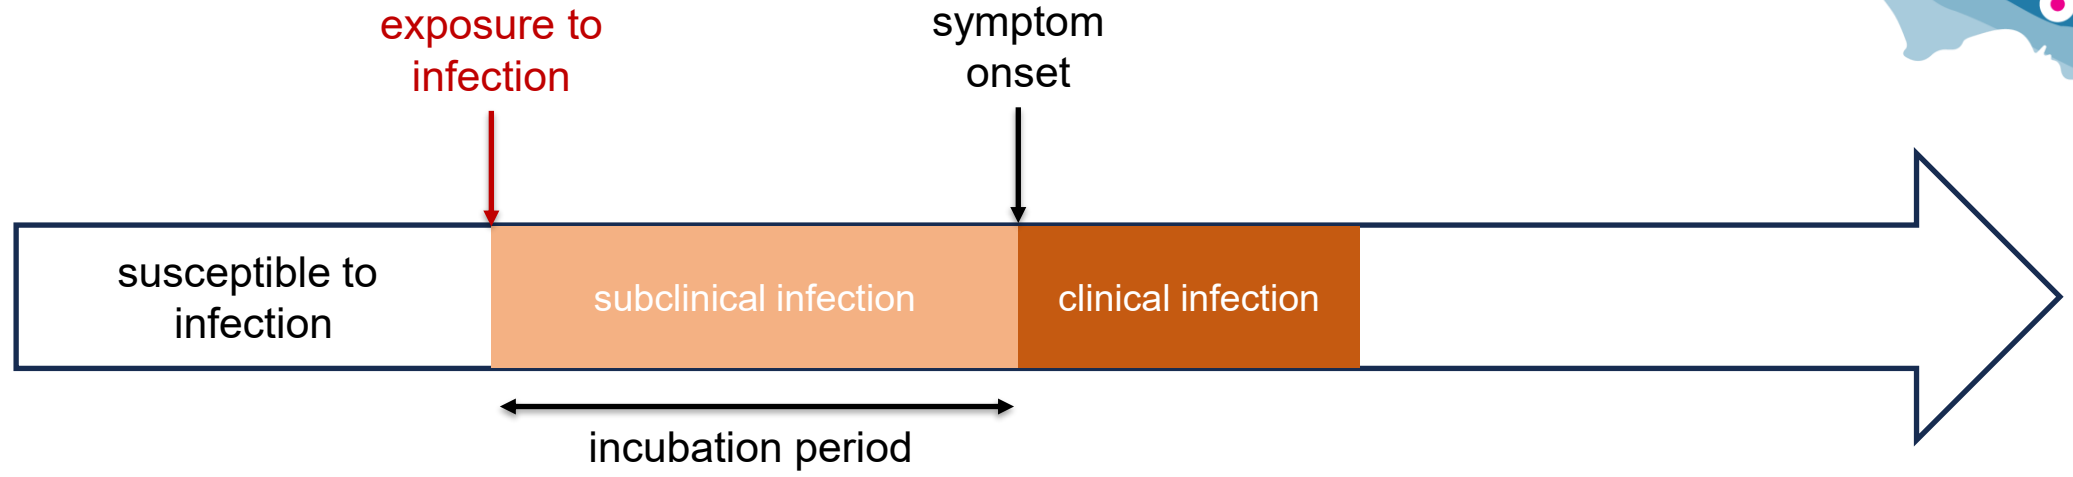 exposure to
infection
symptom
onset
susceptible to
infection
subclinical infection
clinical infection
incubation period